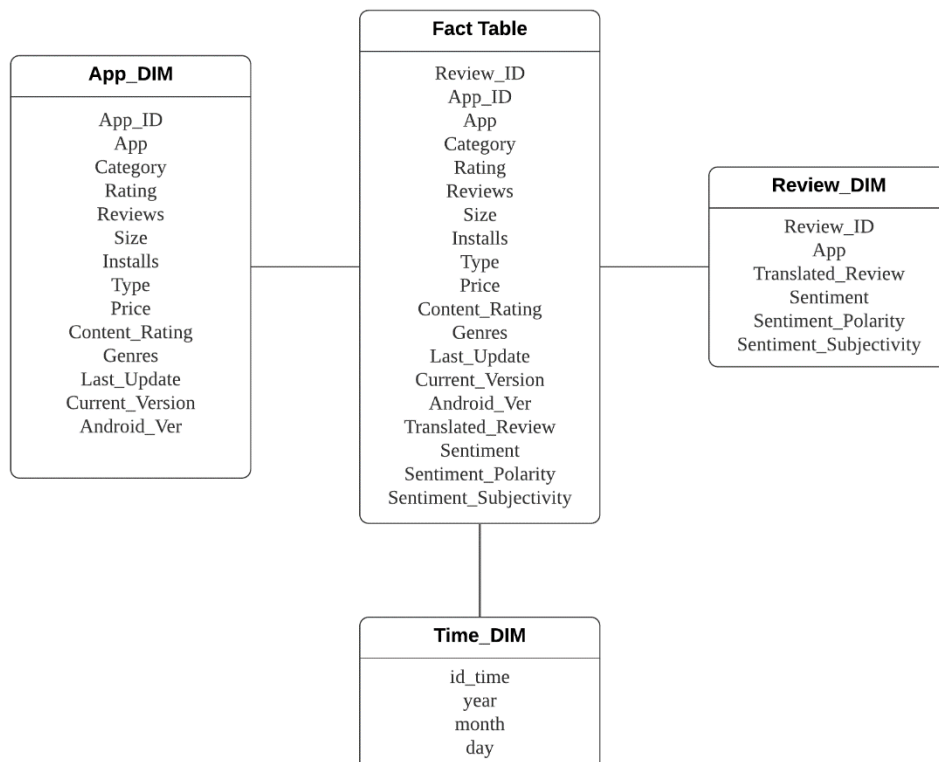 App_DIM
App_ID
App
Category
Rating
Reviews
Size
Installs
Type
Price
Content_Rating
Genres
Last_Update
Current_Version
Android_Ver
Fact Table
Review_ID
App_ID
App
Category
Rating
Reviews
Size
Installs
Type
Price
Content_Rating
Genres
Last_Update
Current_Version
Android_Ver
Translated_Review
Sentiment
Sentiment_Polarity
Sentiment_Subjectivity
Review_DIM
Review_ID
App
Translated_Review
Sentiment
Sentiment_Polarity
Sentiment_Subjectivity
Time_DIM
id_time
year
month
day